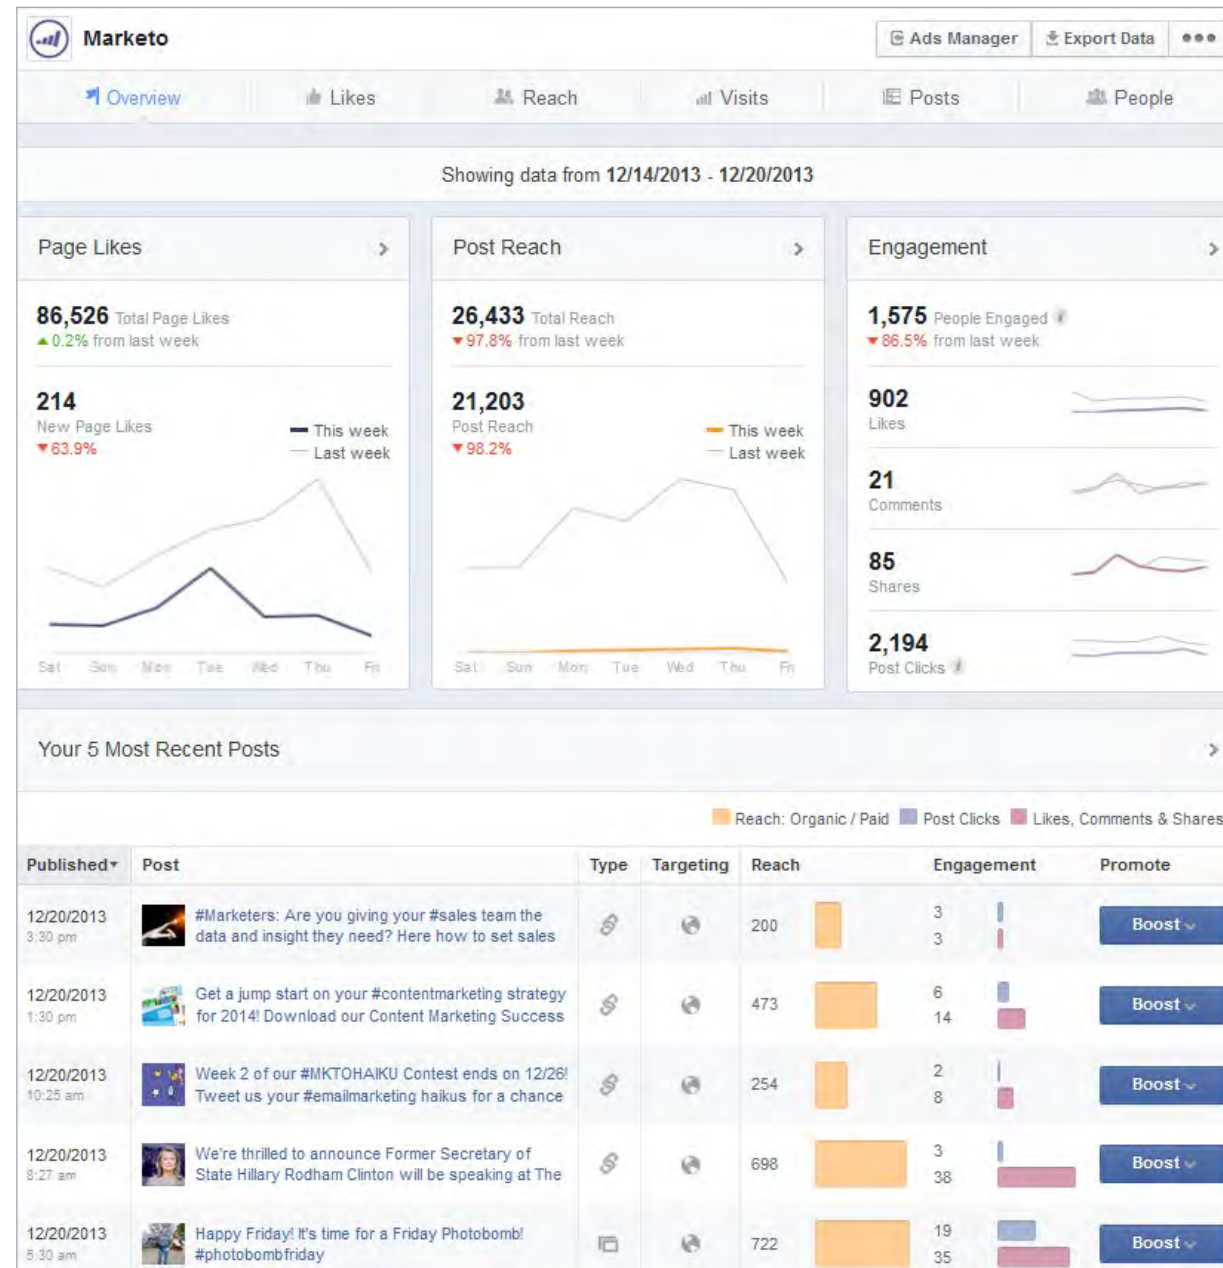 Marketo
Ads Manager
Export Data
Overview
Likes
Reach
Visits
Posts
People
Showing data from 12/14/2013 - 12/20/2013
Page Likes
86,526 Total Page Likes
0.2% from last week
214
New Page Likes
63.9%
This week
Last week
Sat Sun Mon Tue Wed Thu Fri
Post Reach
26,433 Total Reach
97.8% from last week
21,203
Post Reach
98.2%
This week
Last week
Sat Sun Mon Tue Wed Thu Fri
Engagement
1,575 People Engaged
86.5% from last week
902
Likes
21
Comments
85
Shares
2,194
Post Clicks
Your 5 Most Recent Posts
Reach: Organic / Paid Post Clicks Likes, Comments & Shares
Published Post Type Targeting Reach Engagement Promote
12/20/2013
3:30 pm
#Marketers: Are you giving your #sales team the
data and insight they need? Here how to set sales
200
3
3
Boost
12/20/2013
1:30 pm
Get a jump start on your #contentmarketing strategy
for 2014! Download our Content Marketing Success
473
6
14
Boost
12/20/2013
10:25 am
Week 2 of our #MKTOHAIKU Contest ends on 12/26!
Tweet us your #emailmarketing haikus for a chance
254
2
8
Boost
12/20/2013
8:27 am
We're thrilled to announce Former Secretary of
State Hillary Rodham Clinton will be speaking at The
698
3
38
Boost
12/20/2013
5:30 am
Happy Friday! It's time for a Friday Photobomb!
#photobombfriday
722
19
35
Boost